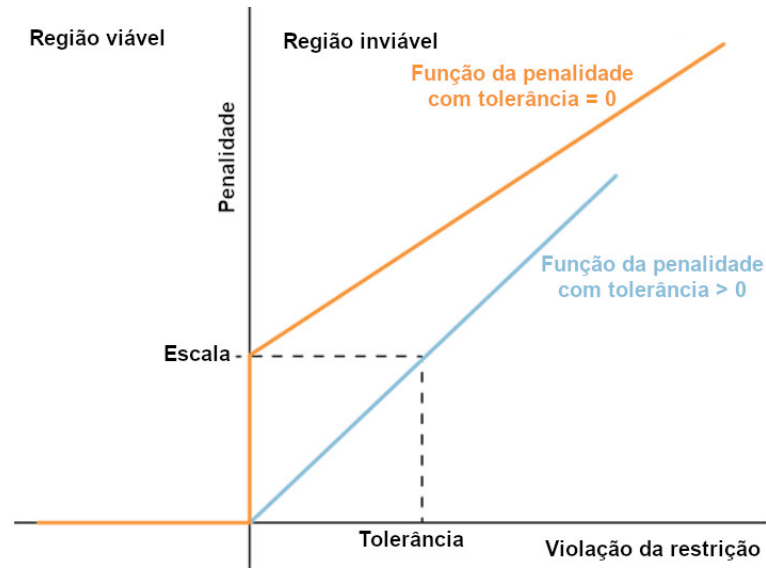 Região viável
Região inviável
Função da penalidade
com tolerância = 0
Penalidade
Função da penalidade
com tolerância > 0
Escala
Tolerância
Violação da restrição